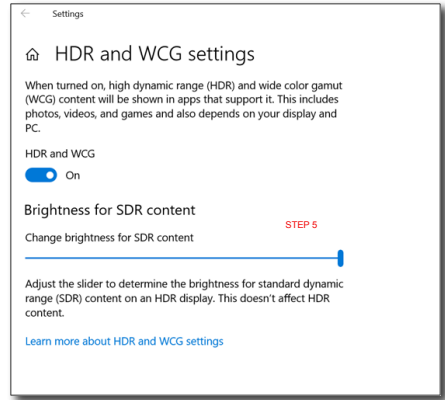 Settings
HDR and WCG settings
When turned on, high dynamic range (HDR) and wide color gamut
(WCG) content will be shown in apps that support it. This includes
photos, videos, and games and also depends on your display and
PC.
HDR and WCG
On
Brightness for SDR content
STEP 5
Change brightness for SDR content
Adjust the slider to determine the brightness for standard dynamic
range (SDR) content on an HDR display. This doesn't affect HDR
content.
Learn more about HDR and WCG settings